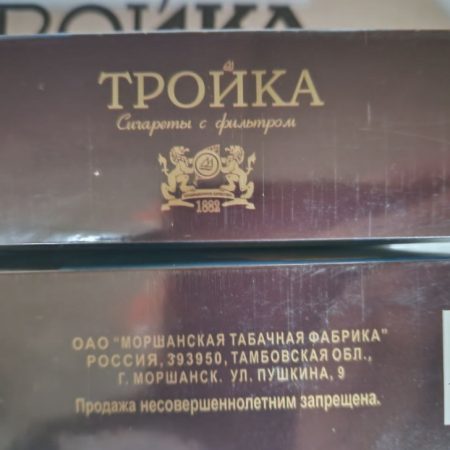 ТРОЙКА
ТРОЙКА
Сигареты с фильтром
1882
ОАО "МОРШАНСКАЯ ТАБАЧНАЯ ФАБРИКА"
РОССИЯ, 393950, ТАМБОВСКАЯ ОБЛ.,
Г. МОРШАНСК. УЛ. ПУШКИНА, 9
Продажа несовершеннолетним запрещена.